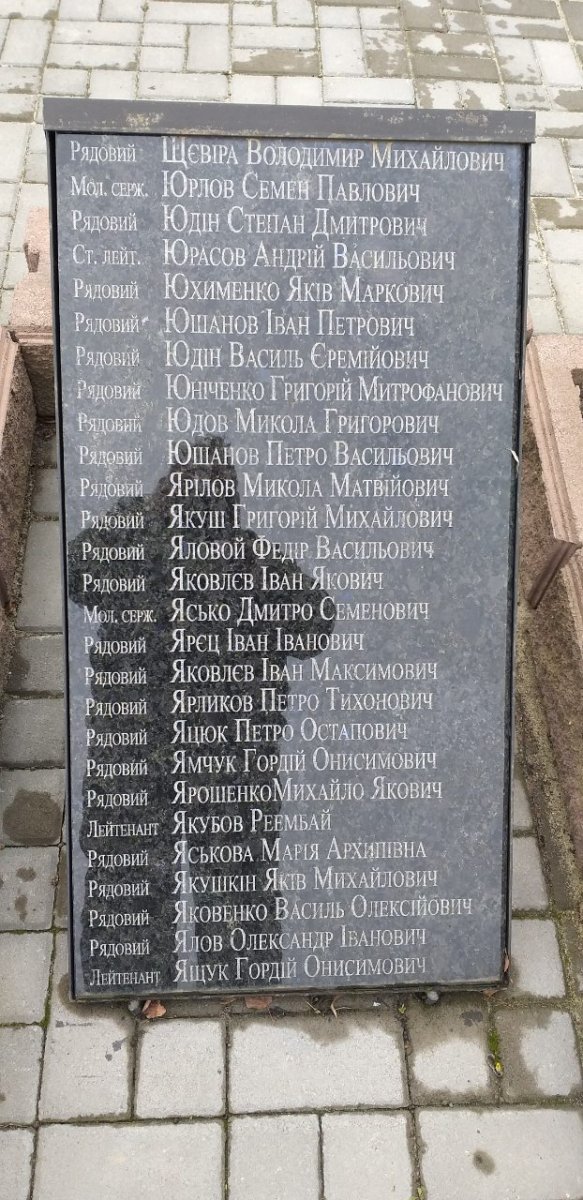 Рядовий Щєвіра Володимир Михайлович
Мол. серж. Юрлов Семен Павлович
Рядовий Юдін Степан Дмитрович
Ст. лейт. Юрасов Андрій Васильович
Рядовий Юхименко Яків Маркович
Рядовий Юшанов Іван Петрович
Рядовий Юдін Василь Єремійович
Рядовий Юніченко Григорій Митрофанович
Рядовий Юдов Микола Григорович
Рядовий Юшанов Петро Васильович
Рядовий Ярілов Микола Матвійович
Рядовий Якуш Григорій Михайлович
Рядовий Яловой Федір Васильович
Рядовий Яковлєв Іван Якович
Мол. серж. Ясько Дмитро Семенович
Рядовий Ярєц Іван Іванович
Рядовий Яковлєв Іван Максимович
Рядовий Ярликов Петро Тихонович
Рядовий Яцюк Петро Остапович
Рядовий Ямчук Гордій Онисимович
Рядовий Ярошенко Михайло Якович
Лейтенант Якубов Реембай
Рядовий Яськова Марія Архипівна
Рядовий Якушкін Яків Михайлович
Рядовий Яковенко Василь Олексійович
Рядовий Ялов Олександр Іванович
Лейтенант Ящук Гордій Онисимович